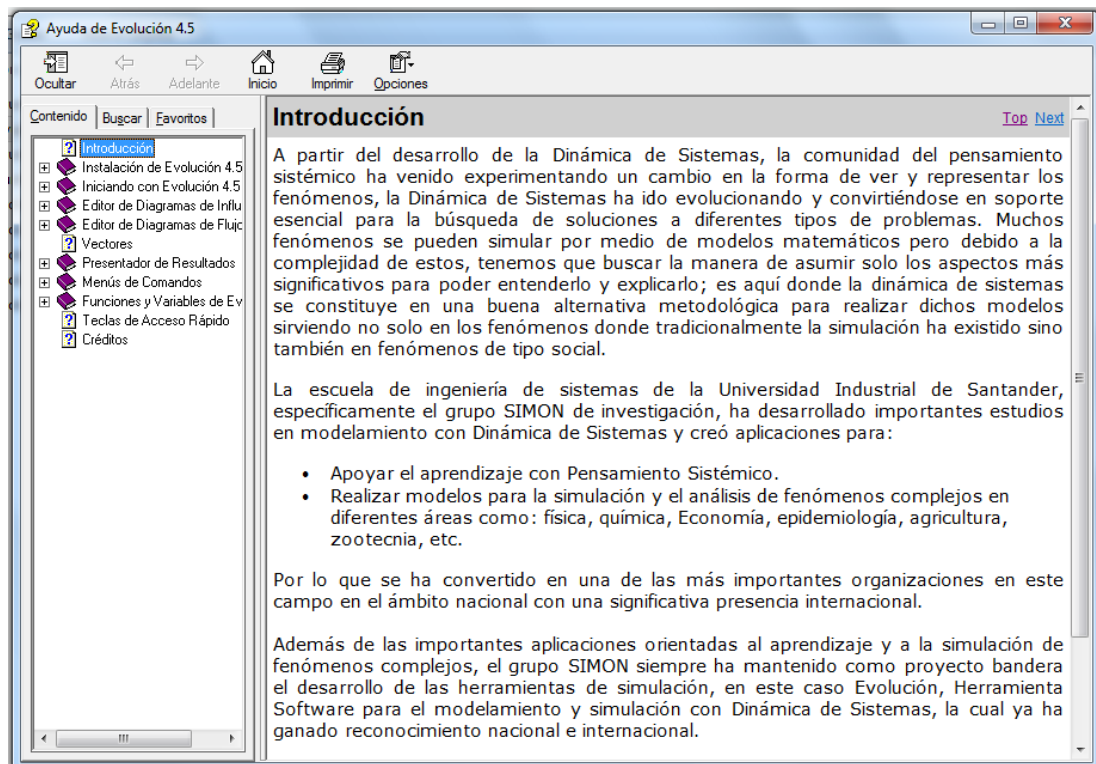 Ayuda de Evolución 4.5
Ocultar Atrás Adelante Inicio Imprimir Opciones
Contenido Buscar Favoritos
Introducción
Instalación de Evolución 4.5
Iniciando con Evolución 4.5
Editor de Diagramas de Influ
Editor de Diagramas de Flujc
Vectores
Presentador de Resultados
Menús de Comandos
Funciones y Variables de Ev
Teclas de Acceso Rápido
Créditos
Introducción
Top Next
A partir del desarrollo de la Dinámica de Sistemas, la comunidad del pensamiento
sistémico ha venido experimentando un cambio en la forma de ver y representar los
fenómenos, la Dinámica de Sistemas ha ido evolucionando y convirtiéndose en soporte
esencial para la búsqueda de soluciones a diferentes tipos de problemas. Muchos
fenómenos se pueden simular por medio de modelos matemáticos pero debido a la
complejidad de estos, tenemos que buscar la manera de asumir solo los aspectos más
significativos para poder entenderlo y explicarlo; es aquí donde la dinámica de sistemas
se constituye en una buena alternativa metodológica para realizar dichos modelos
sirviendo no solo en los fenómenos donde tradicionalmente la simulación ha existido sino
también en fenómenos de tipo social.
La escuela de ingeniería de sistemas de la Universidad Industrial de Santander,
específicamente el grupo SIMON de investigación, ha desarrollado importantes estudios
en modelamiento con Dinámica de Sistemas y creó aplicaciones para:
• Apoyar el aprendizaje con Pensamiento Sistémico.
• Realizar modelos para la simulación y el análisis de fenómenos complejos en
diferentes áreas como: física, química, Economía, epidemiología, agricultura,
zootecnia, etc.
Por lo que se ha convertido en una de las más importantes organizaciones en este
campo en el ámbito nacional con una significativa presencia internacional.
Además de las importantes aplicaciones orientadas al aprendizaje y a la simulación de
fenómenos complejos, el grupo SIMON siempre ha mantenido como proyecto bandera
el desarrollo de las herramientas de simulación, en este caso Evolución, Herramienta
Software para el modelamiento y simulación con Dinámica de Sistemas, la cual ya ha
ganado reconocimiento nacional e internacional.